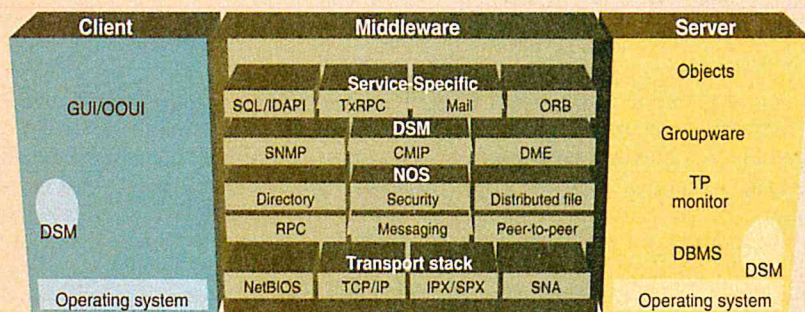 Client
Middleware
Server
GUI/OOUI
DSM
Operating system
Service-Specific
SQL/IDAPI
TxRPC
Mail
ORB
DSM
SNMP
CMIP
DME
NOS
Directory
Security
Distributed file
RPC
Messaging
Peer-to-peer
Transport stack
NetBIOS
TCP/IP
IPX/SPX
SNA
Objects
Groupware
TP
monitor
DBMS
DSM
Operating system